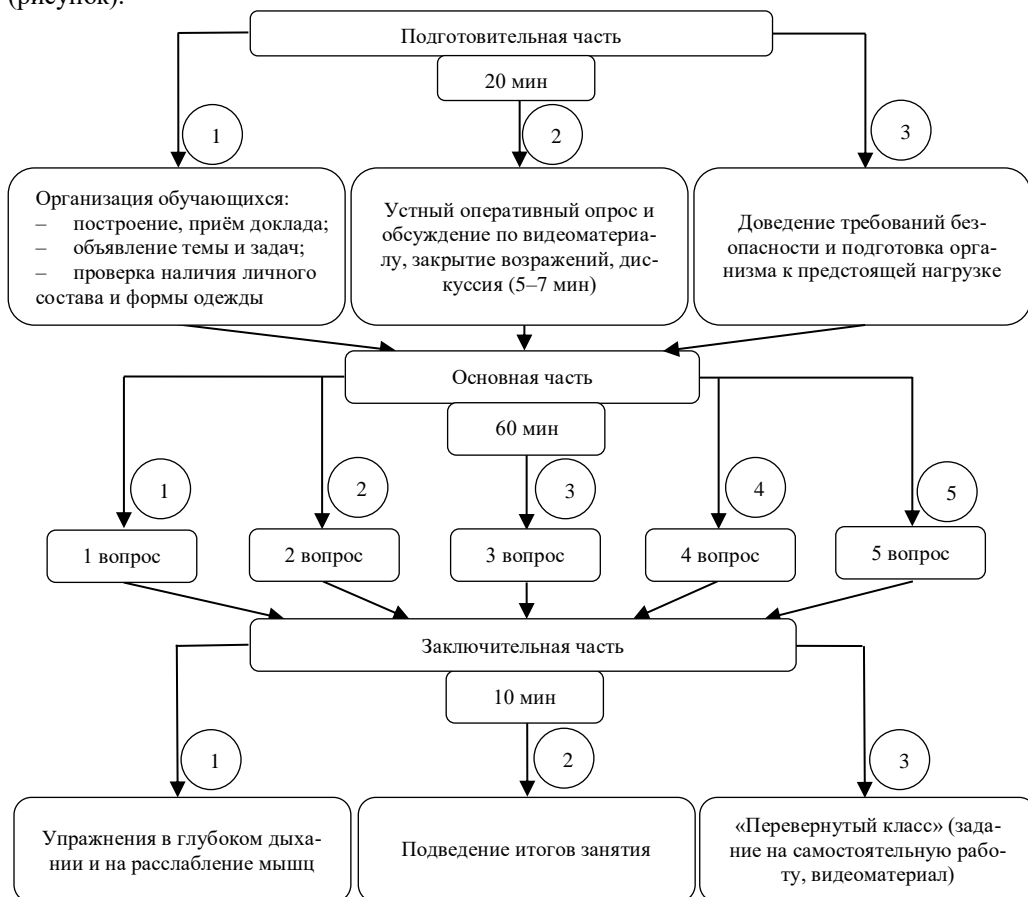 (рисунок).
Подготовительная часть
20 мин
1
2
3
Организация обучающихся:
– построение, приём доклада;
– объявление темы и задач;
– проверка наличия личного
состава и формы одежды
Устный оперативный опрос и
обсуждение по видеоматериа-
лу, закрытие возражений, дис-
куссия (5–7 мин)
Доведение требований без-
опасности и подготовка орга-
низма к предстоящей нагрузке
Основная часть
60 мин
1
2
3
4
5
1 вопрос
2 вопрос
3 вопрос
4 вопрос
5 вопрос
Заключительная часть
10 мин
1
2
3
Упражнения в глубоком дыха-
нии и на расслабление мышц
Подведение итогов занятия
«Перевернутый класс» (зада-
ние на самостоятельную рабо-
ту, видеоматериал)